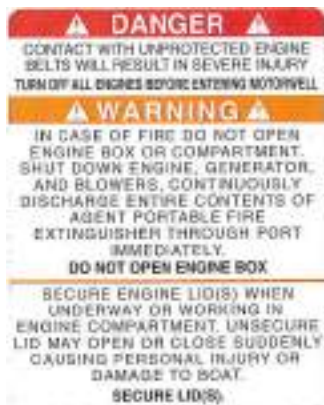 DANGER
CONTACT WITH UNPROTECTED ENGINE
BELTS WILL RESULT IN SEVERE INJURY
TURN OFF ALL ENGINES BEFORE ENTERING MOTORWELL
WARNING
IN CASE OF FIRE DO NOT OPEN
ENGINE BOX OR COMPARTMENT.
SHUT DOWN ENGINE, GENERATOR,
AND BLOWERS, CONTINUOUSLY
DISCHARGE ENTIRE CONTENTS OF
AGENT PORTABLE FIRE
EXTINGUISHER THROUGH PORT
IMMEDIATELY.
DO NOT OPEN ENGINE BOX
SECURE ENGINE LID(S) WHEN
UNDERWAY OR WORKING IN
ENGINE COMPARTMENT. UNSECURE
LID MAY OPEN OR CLOSE SUDDENLY
CAUSING PERSONAL INJURY OR
DAMAGE TO BOAT.
SECURE LID(S).